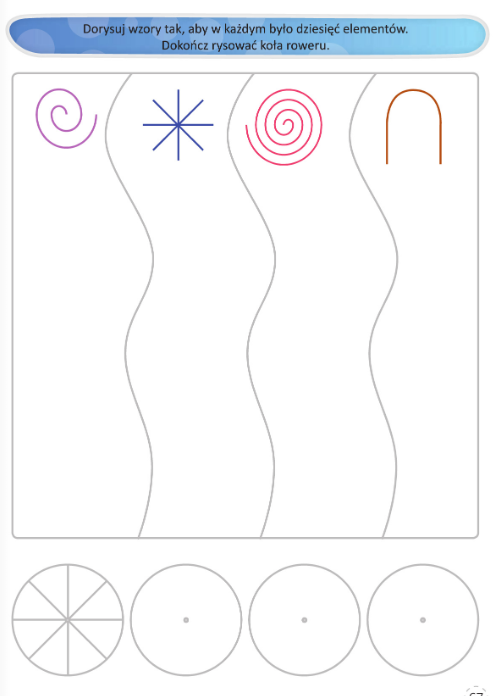 Dorysuj wzory tak, aby w każdym było dziesięć elementów.
Dokończ rysować koła roweru.